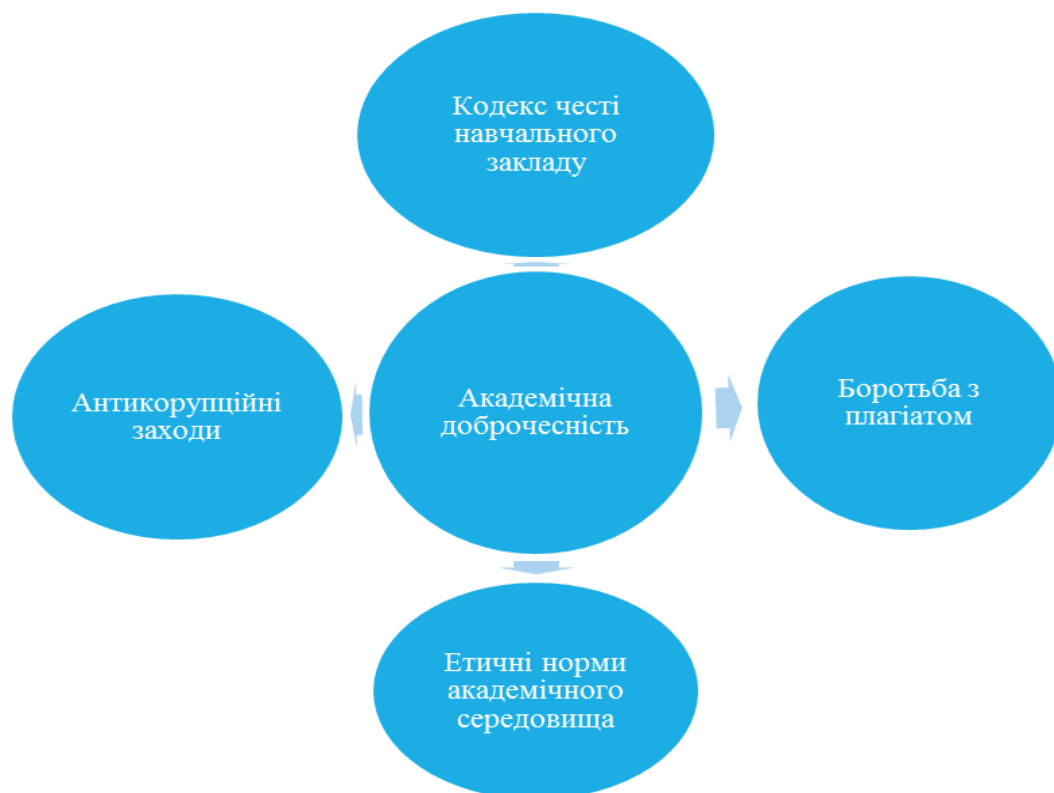 Кодекс честі
навчального
закладу
Антикорупційні
заходи
Академічна
доброчесність
Боротьба з
плагіатом
Етичні норми
академічного
середовища